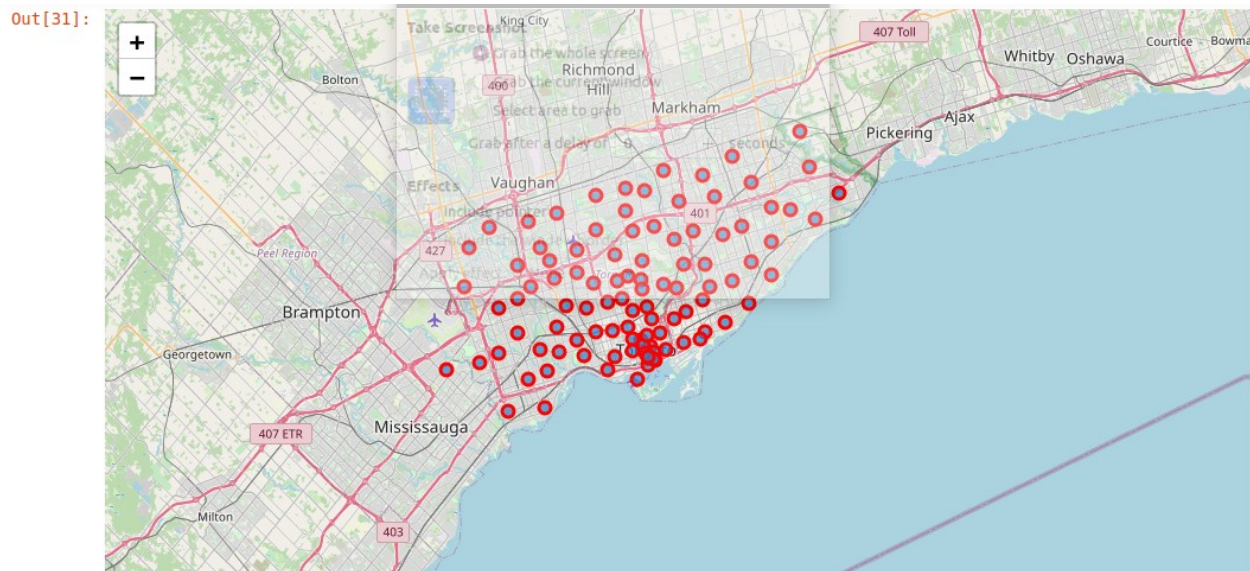 Out[31]:
+
−
King City
Take Screenshot
407 Toll
Courtice
Bowma
Whitby
Oshawa
Grab the whole screen
Richmond
Hill
Bolton
400
Grab the current window
Markham
Select area to grab
Ajax
Pickering
Grab after a delay of 0 + seconds
Vaughan
Effects
Include pointer
401
427
Peel Region
Brampton
Georgetown
Mississauga
407 ETR
Milton
403